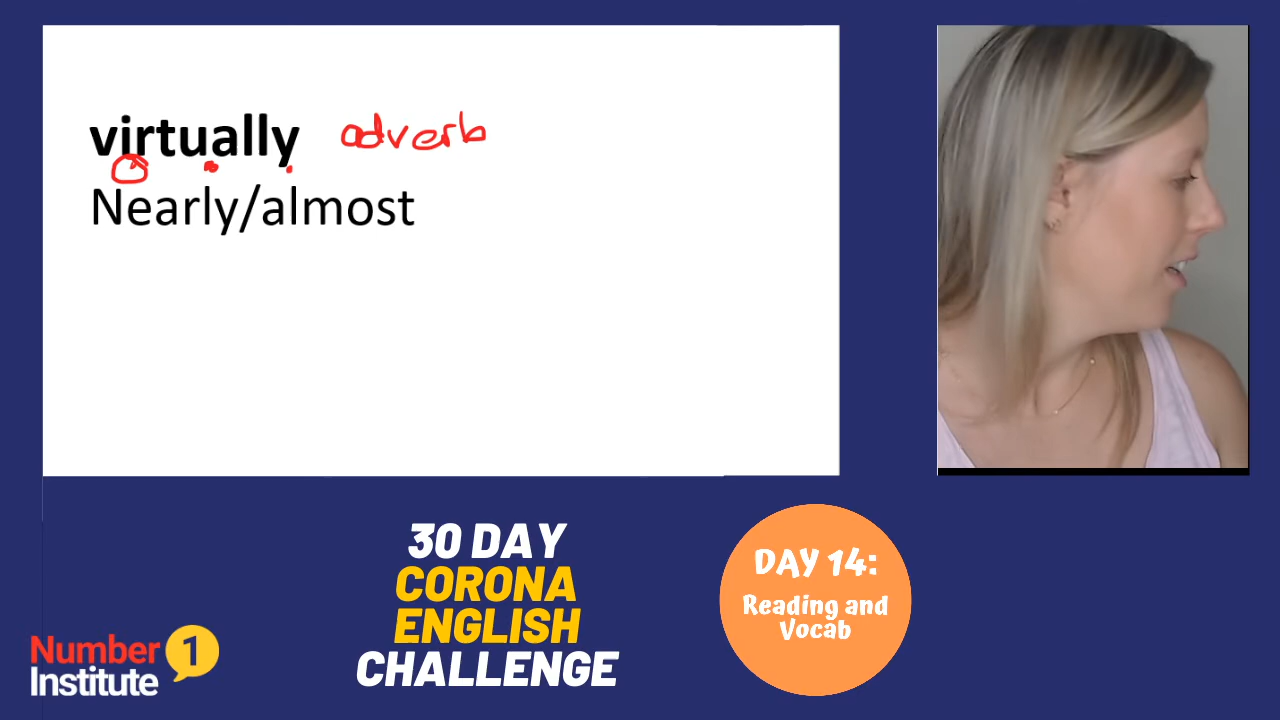 virtually adverb
Nearly/almost
30 DAY
CORONA
ENGLISH
CHALLENGE
DAY 14:
Reading and
Vocab
Number 1
Institute